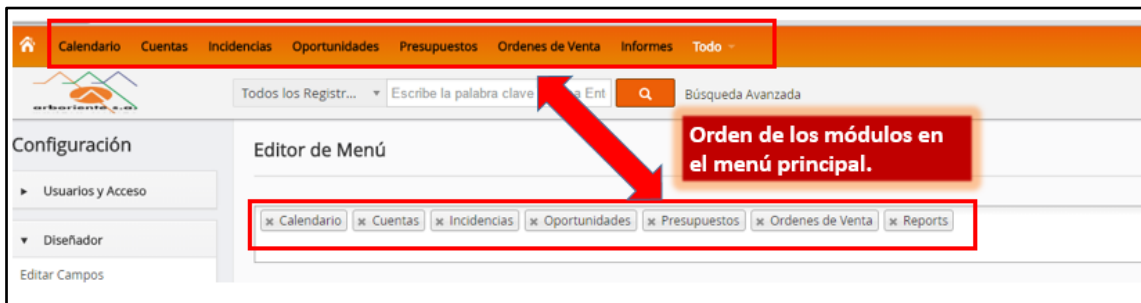 Calendario Cuentas Incidencias Oportunidades Presupuestos Ordenes de Venta Informes Todo
arboriente s.a.
Todos los Registr... Escribe la palabra clave a Ent Búsqueda Avanzada
Configuración
Editor de Menú
Orden de los módulos en
el menú principal.
Usuarios y Acceso
x Calendario x Cuentas x Incidencias x Oportunidades x Presupuestos x Ordenes de Venta x Reports
Diseñador
Editar Campos